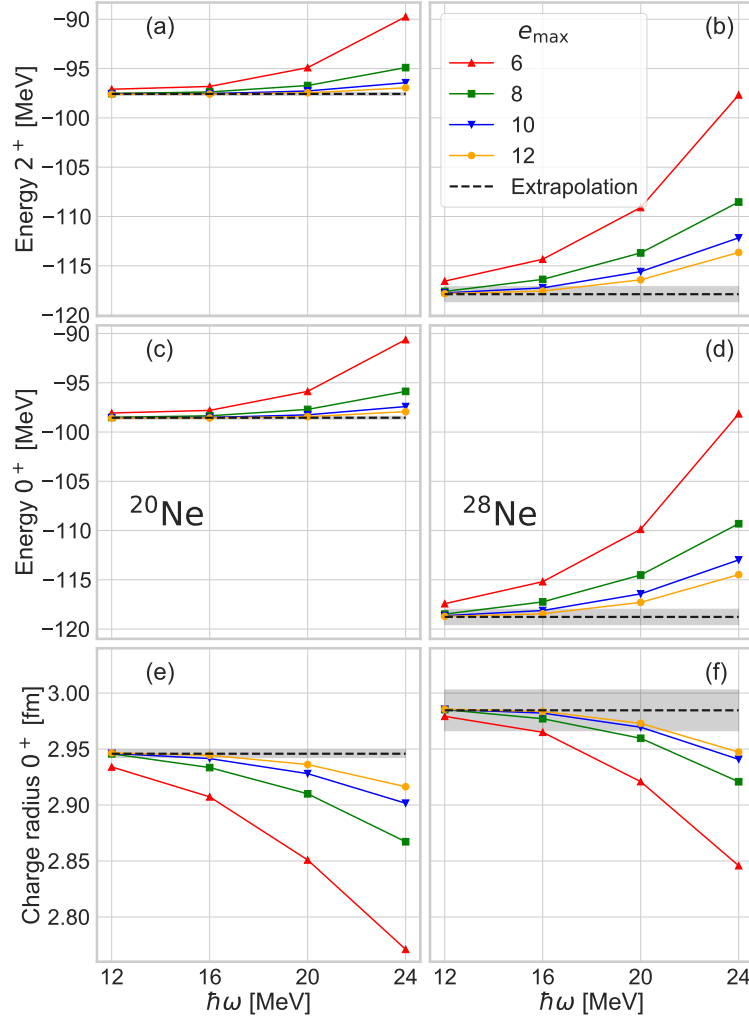 (a)
(b)
Energy 2⁺ [MeV]
−90
−95
−100
−105
−110
−115
−120
e_max
6
8
10
12
Extrapolation
(c)
(d)
Energy 0⁺ [MeV]
−90
−95
−100
−105
−110
−115
−120
²⁰Ne
²⁸Ne
(e)
(f)
Charge radius 0⁺ [fm]
3.00
2.95
2.90
2.85
2.80
12
16
20
24
12
16
20
24
ħω [MeV]
ħω [MeV]